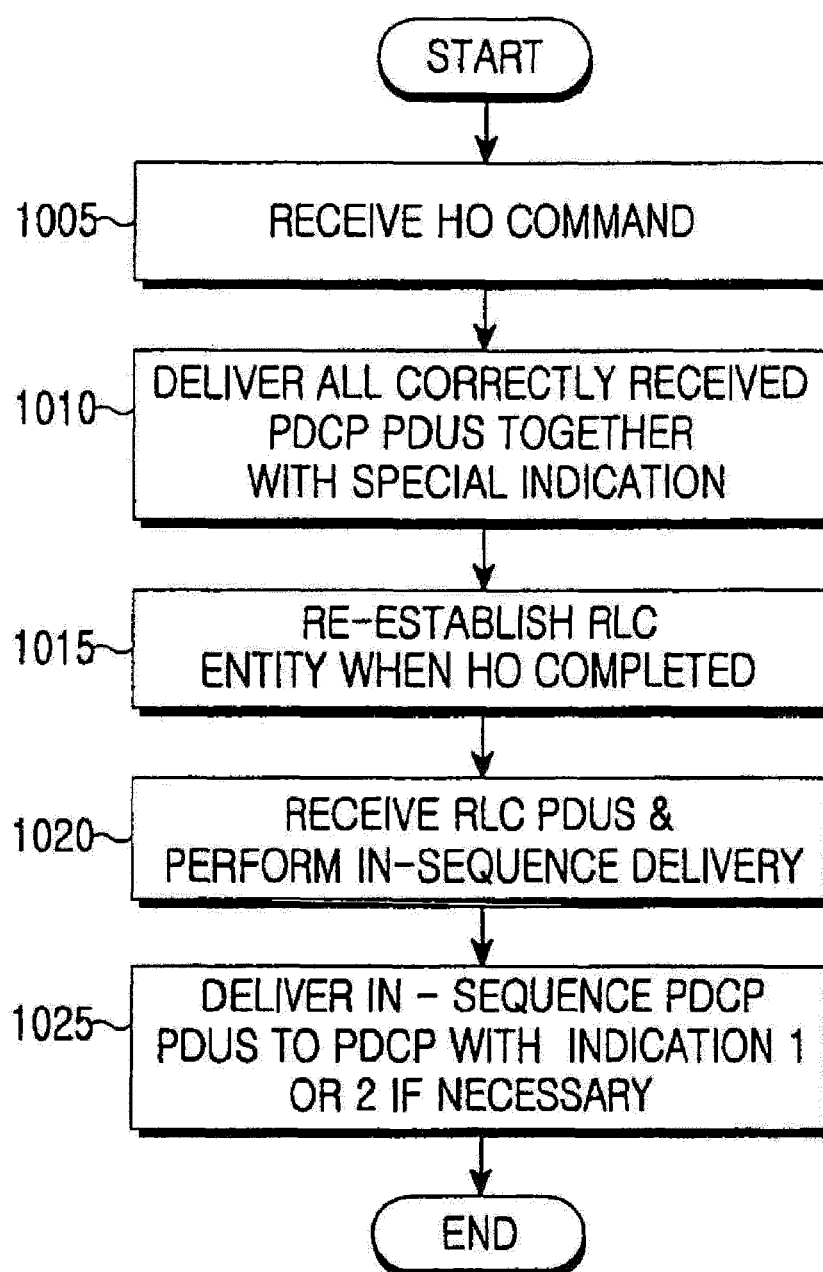 START
1005
RECEIVE HO COMMAND
1010
DELIVER ALL CORRECTLY RECEIVED
PDCP PDUS TOGETHER
WITH SPECIAL INDICATION
1015
RE-ESTABLISH RLC
ENTITY WHEN HO COMPLETED
1020
RECEIVE RLC PDUS &
PERFORM IN-SEQUENCE DELIVERY
1025
DELIVER IN - SEQUENCE PDCP
PDUS TO PDCP WITH INDICATION 1
OR 2 IF NECESSARY
END